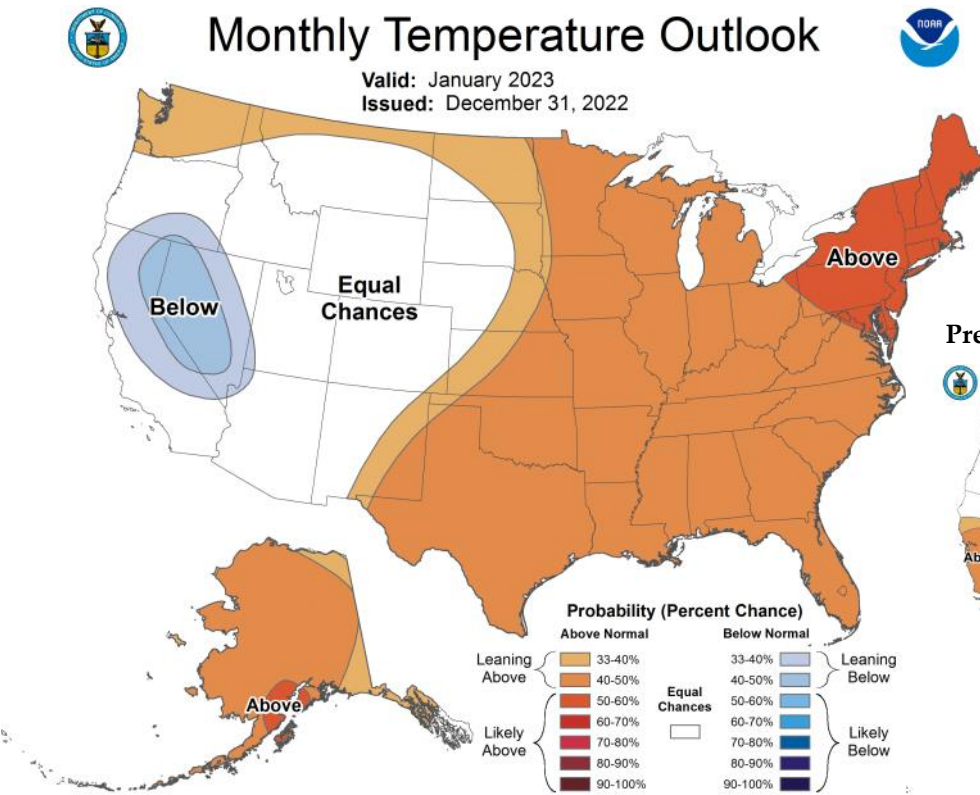 Monthly Temperature Outlook
NOAA
Valid: January 2023
Issued: December 31, 2022
Above
Equal
Chances
Below
Pre
Ab
Above
Probability (Percent Chance)
Above Normal Below Normal
Leaning
Above
33-40%
40-50%
Likely
Above
50-60%
60-70%
70-80%
80-90%
90-100%
Equal
Chances
33-40%
40-50%
Leaning
Below
50-60%
60-70%
70-80%
80-90%
90-100%
Likely
Below